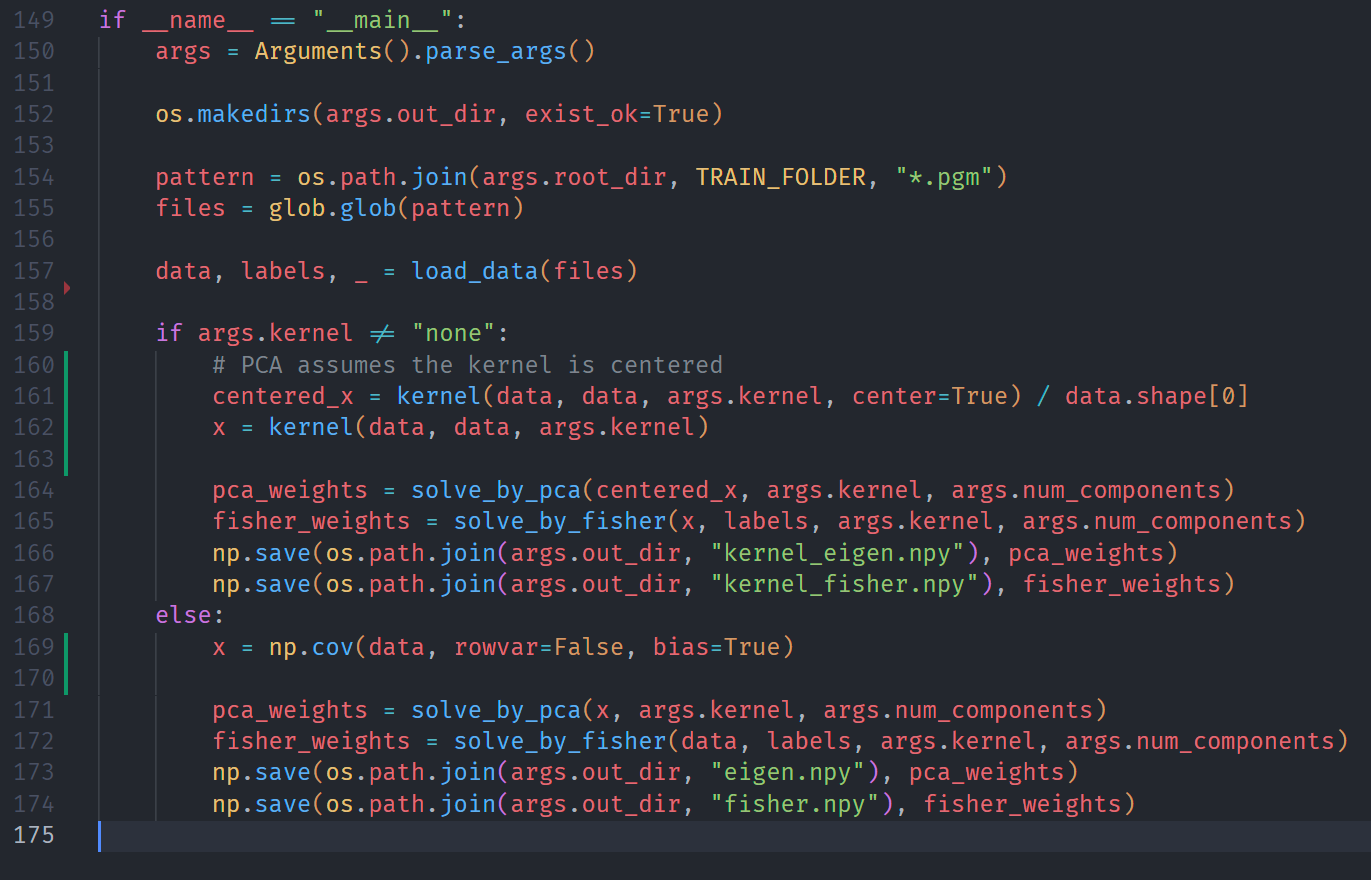 149 if __name__ == "__main__":
150     args = Arguments().parse_args()
151
152     os.makedirs(args.out_dir, exist_ok=True)
153
154     pattern = os.path.join(args.root_dir, TRAIN_FOLDER, "*.pgm")
155     files = glob.glob(pattern)
156
157     data, labels, _ = load_data(files)
158
159     if args.kernel != "none":
160         # PCA assumes the kernel is centered
161         centered_x = kernel(data, data, args.kernel, center=True) / data.shape[0]
162         x = kernel(data, data, args.kernel)
163
164         pca_weights = solve_by_pca(centered_x, args.kernel, args.num_components)
165         fisher_weights = solve_by_fisher(x, labels, args.kernel, args.num_components)
166         np.save(os.path.join(args.out_dir, "kernel_eigen.npy"), pca_weights)
167         np.save(os.path.join(args.out_dir, "kernel_fisher.npy"), fisher_weights)
168     else:
169         x = np.cov(data, rowvar=False, bias=True)
170
171         pca_weights = solve_by_pca(x, args.kernel, args.num_components)
172         fisher_weights = solve_by_fisher(data, labels, args.kernel, args.num_components)
173         np.save(os.path.join(args.out_dir, "eigen.npy"), pca_weights)
174         np.save(os.path.join(args.out_dir, "fisher.npy"), fisher_weights)
175